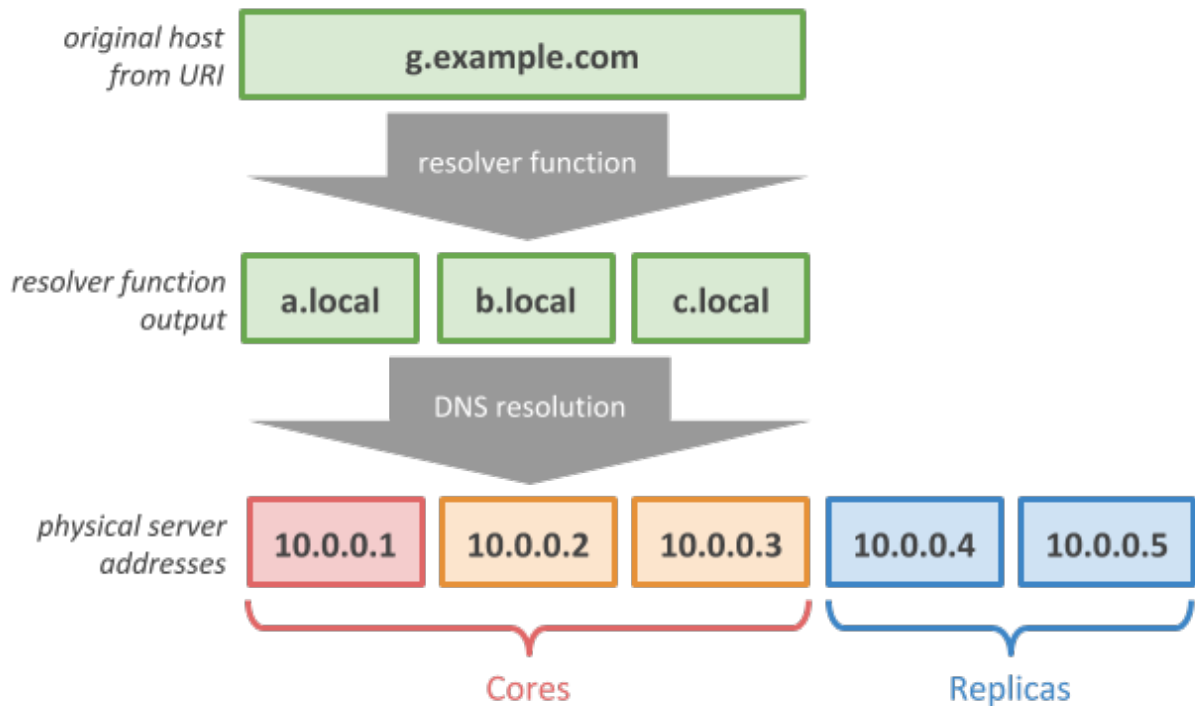 original host
from URI
g.example.com
resolver function
resolver function
output
a.local
b.local
c.local
DNS resolution
physical server
addresses
10.0.0.1
10.0.0.2
10.0.0.3
10.0.0.4
10.0.0.5
Cores
Replicas